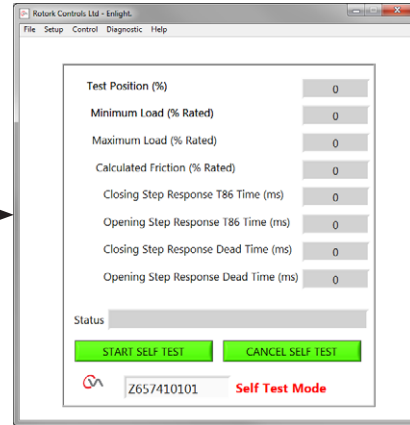 Rotork Controls Ltd - Enlight.
File Setup Control Diagnostic Help
Test Position (%) 0
Minimum Load (% Rated) 0
Maximum Load (% Rated) 0
Calculated Friction (% Rated) 0
Closing Step Response T86 Time (ms) 0
Opening Step Response T86 Time (ms) 0
Closing Step Response Dead Time (ms) 0
Opening Step Response Dead Time (ms) 0
Status
START SELF TEST CANCEL SELF TEST
Z657410101 Self Test Mode